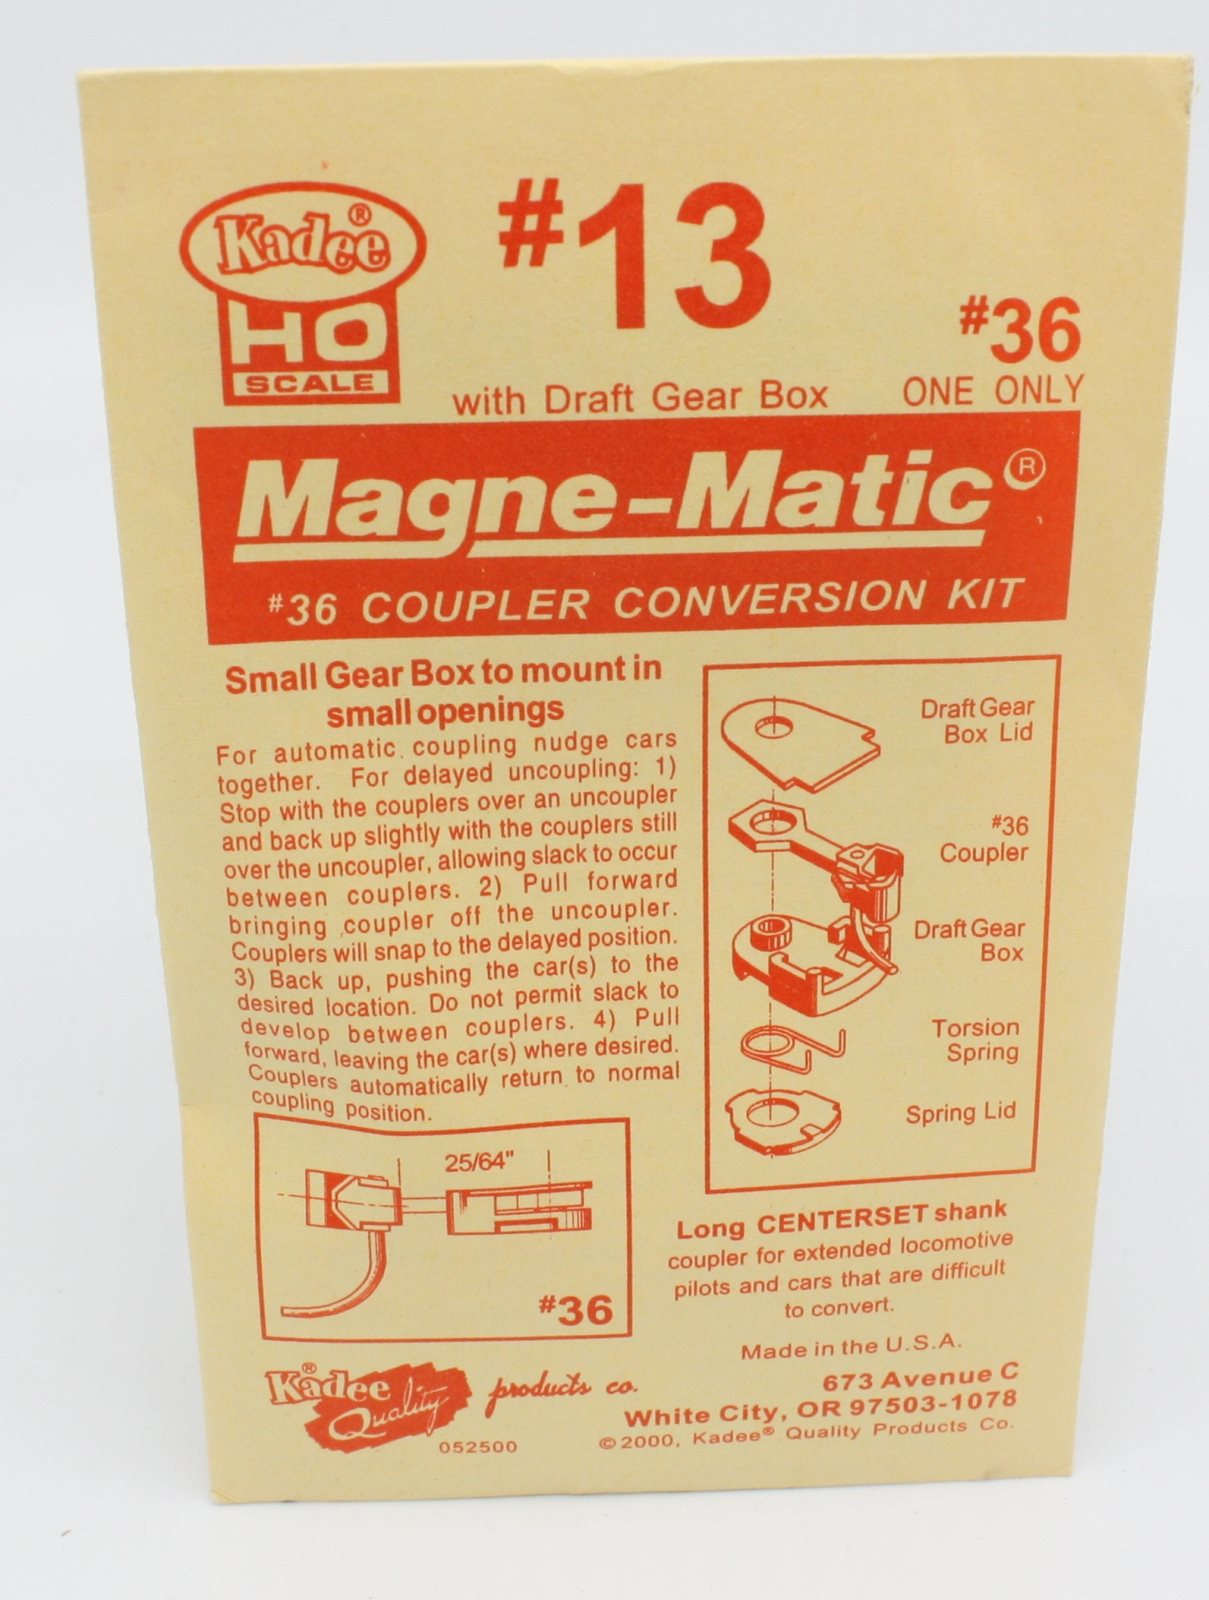 Kadee®
HO
SCALE
#13
with Draft Gear Box
#36
ONE ONLY
Magne-Matic®
#36 COUPLER CONVERSION KIT
Small Gear Box to mount in
small openings
For automatic coupling nudge cars
together. For delayed uncoupling: 1)
Stop with the couplers over an uncoupler
and back up slightly with the couplers still
over the uncoupler, allowing slack to occur
between couplers. 2) Pull forward
bringing coupler off the uncoupler.
Couplers will snap to the delayed position.
3) Back up, pushing the car(s) to the
desired location. Do not permit slack to
develop between couplers. 4) Pull
forward, leaving the car(s) where desired.
Couplers automatically return to normal
coupling position.
Draft Gear
Box Lid
#36
Coupler
Draft Gear
Box
Torsion
Spring
Spring Lid
25/64"
#36
Long CENTERSET shank
coupler for extended locomotive
pilots and cars that are difficult
to convert.
Made in the U.S.A.
Kadee®
Quality
products co.
052500
673 Avenue C
White City, OR 97503-1078
©2000, Kadee® Quality Products Co.